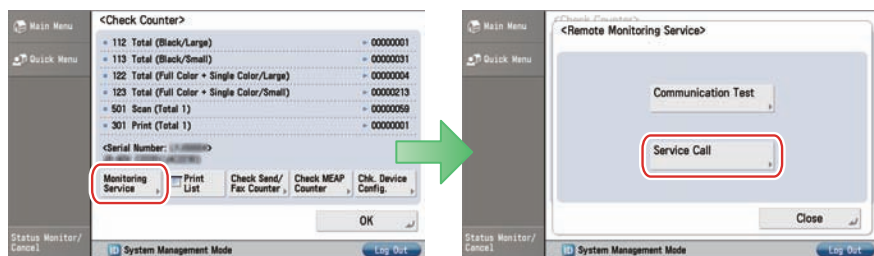 Main Menu
Quick Menu
<Check Counter>
112 Total (Black/Large) 00000001
113 Total (Black/Small) 00000031
122 Total (Full Color + Single Color/Large) 00000004
123 Total (Full Color + Single Color/Small) 00000213
501 Scan (Total 1) 00000059
301 Print (Total 1) 00000001
<Serial Number: >
Monitoring Service
Print List
Check Send/ Fax Counter
Check MEAP Counter
Chk. Device Config.
OK
Status Monitor/
Cancel
ID System Management Mode
Log Out
Main Menu
Quick Menu
<Check Counter>
<Remote Monitoring Service>
Communication Test
Service Call
Close
Status Monitor/
Cancel
ID System Management Mode
Log Out